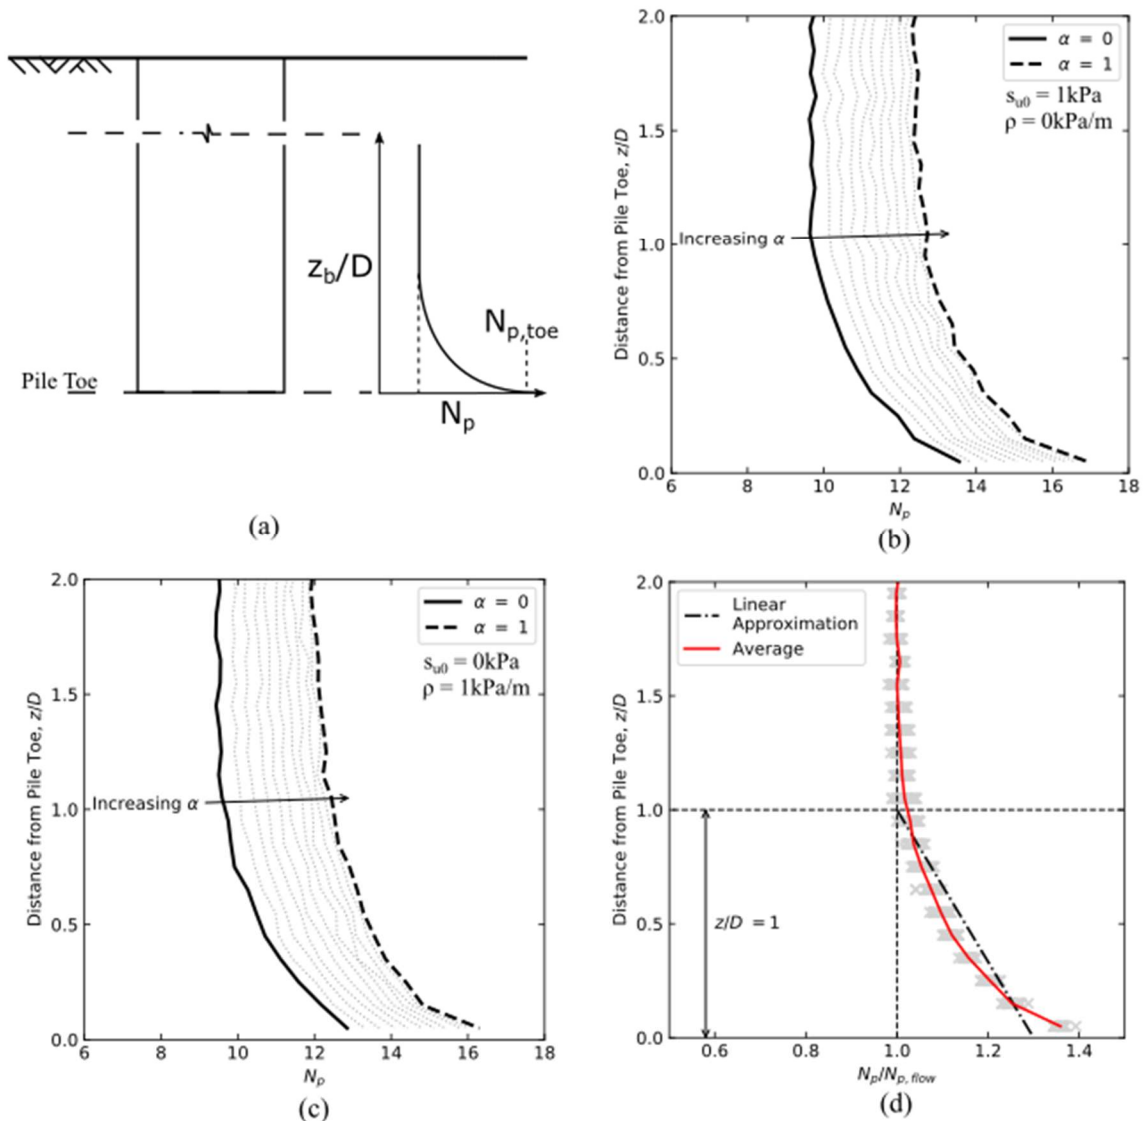 z_b/D
N_p,toe
Pile Toe
N_p
(a)
2.0
1.5
1.0
0.5
0.0
Distance from Pile Toe, z/D
α = 0
α = 1
s_u0 = 1kPa
ρ = 0kPa/m
Increasing α
6 8 10 12 14 16 18
N_p
(b)
2.0
1.5
1.0
0.5
0.0
Distance from Pile Toe, z/D
α = 0
α = 1
s_u0 = 0kPa
ρ = 1kPa/m
Increasing α
6 8 10 12 14 16 18
N_p
(c)
2.0
1.5
1.0
0.5
0.0
Distance from Pile Toe, z/D
Linear
Approximation
Average
z/D = 1
0.6 0.8 1.0 1.2 1.4
N_p/N_p,flow
(d)